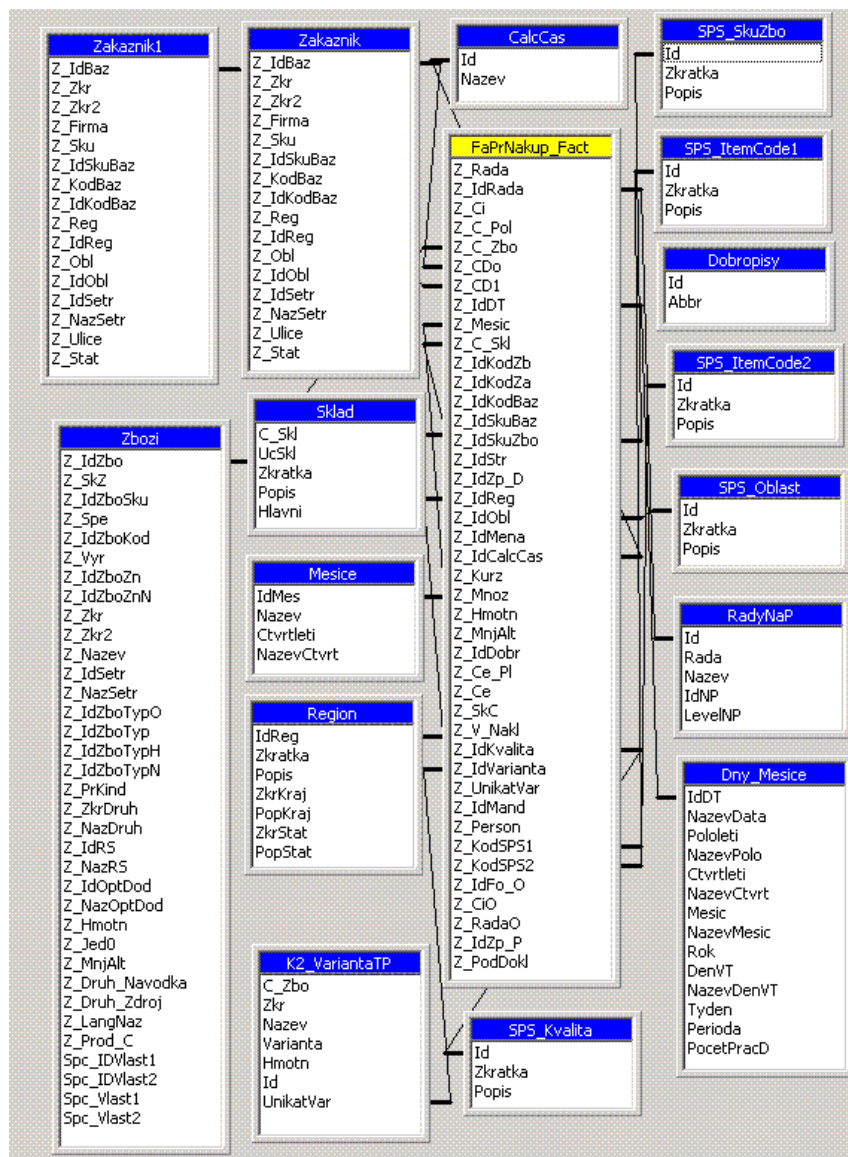 Zakaznik1
Z_IdBaz
Z_Zkr
Z_Zkr2
Z_Firma
Z_Sku
Z_IdSkuBaz
Z_KodBaz
Z_IdKodBaz
Z_Reg
Z_IdReg
Z_Obl
Z_IdObl
Z_IdSetr
Z_NazSetr
Z_Ulice
Z_Stat
Zakaznik
Z_IdBaz
Z_Zkr
Z_Zkr2
Z_Firma
Z_Sku
Z_IdSkuBaz
Z_KodBaz
Z_IdKodBaz
Z_Reg
Z_IdReg
Z_Obl
Z_IdObl
Z_IdSetr
Z_NazSetr
Z_Ulice
Z_Stat
CalcCas
Id
Nazev
SPS_SkuZbo
Id
Zkratka
Popis
FaPrNakup_Fact
Z_Rada
Z_IdRada
Z_Ci
Z_C_Pol
Z_C_Zbo
Z_CDo
Z_CD1
Z_IdDT
Z_Mesic
Z_C_Skl
Z_IdKodZb
Z_IdKodZa
Z_IdKodBaz
Z_IdSkuBaz
Z_IdSkuZbo
Z_IdStr
Z_IdZp_D
Z_IdReg
Z_IdObl
Z_IdMena
Z_IdCalcCas
Z_Kurz
Z_Mnoz
Z_Hmotn
Z_MnjAlt
Z_IdDobr
Z_Ce_Pl
Z_Ce
Z_SkC
Z_V_Nakl
Z_IdKvalita
Z_IdVarianta
Z_UnikatVar
Z_IdMand
Z_Person
Z_KodSPS1
Z_KodSPS2
Z_IdFo_O
Z_CiO
Z_RadaO
Z_IdZp_P
Z_PodDokl
SPS_ItemCode1
Id
Zkratka
Popis
Dobropisy
Id
Abbr
SPS_ItemCode2
Id
Zkratka
Popis
SPS_Oblast
Id
Zkratka
Popis
RadyNaP
Id
Rada
Nazev
IdNP
LevelNP
Dny_Mesice
IdDT
NazevData
Pololeti
NazevPolo
Ctvrtleti
NazevCtvrt
Mesic
NazevMesic
Rok
DenVT
NazevDenVT
Tyden
Perioda
PocetPracD
Zbozi
Z_IdZbo
Z_SkZ
Z_IdZboSku
Z_Spe
Z_IdZboKod
Z_Vyr
Z_IdZboZn
Z_IdZboZnN
Z_Zkr
Z_Zkr2
Z_Nazev
Z_IdSetr
Z_NazSetr
Z_IdZboTypO
Z_IdZboTyp
Z_IdZboTypH
Z_IdZboTypN
Z_PrKind
Z_ZkrDruh
Z_NazDruh
Z_IdRS
Z_NazRS
Z_IdOptDod
Z_NazOptDod
Z_Hmotn
Z_Jed0
Z_MnjAlt
Z_Druh_Navodka
Z_Druh_Zdroj
Z_LangNaz
Z_Prod_C
Spc_IDVlast1
Spc_IDVlast2
Spc_Vlast1
Spc_Vlast2
Sklad
C_Skl
UcSkl
Zkratka
Popis
Hlavni
Mesice
IdMes
Nazev
Ctvrtleti
NazevCtvrt
Region
IdReg
Zkratka
Popis
ZkrKraj
PopKraj
ZkrStat
PopStat
K2_VariantaTP
C_Zbo
Zkr
Nazev
Varianta
Hmotn
Id
UnikatVar
SPS_Kvalita
Id
Zkratka
Popis